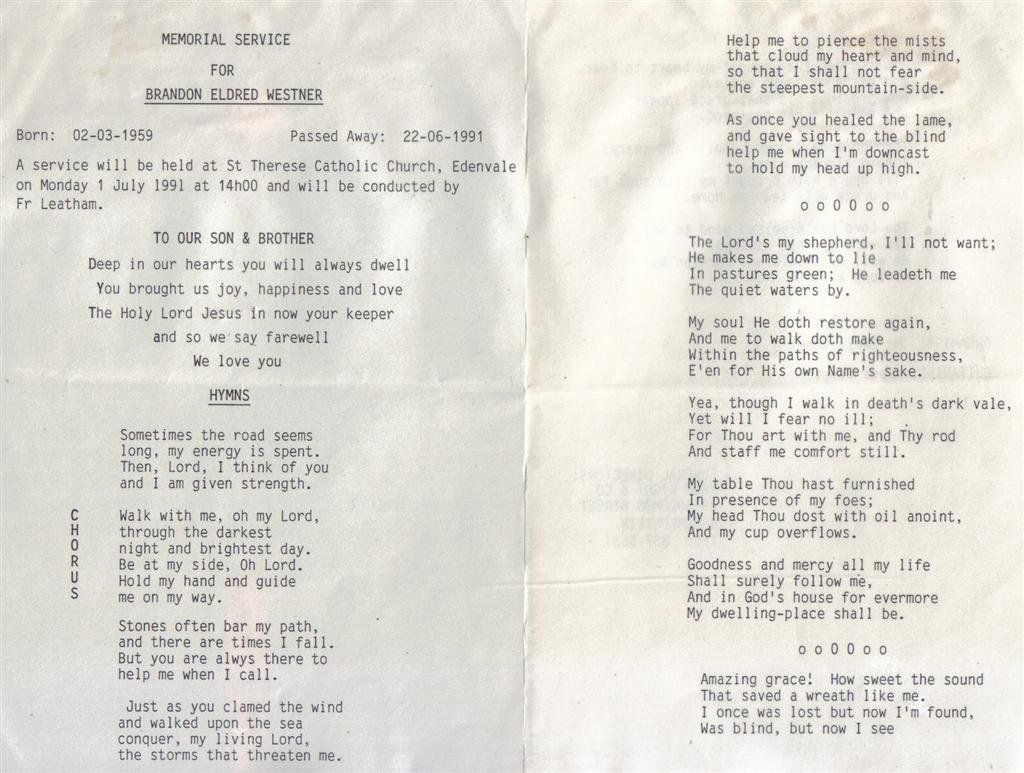 MEMORIAL SERVICE
FOR
BRANDON ELDRED WESTNER
Born: 02-03-1959 Passed Away: 22-06-1991
A service will be held at St Therese Catholic Church, Edenvale
on Monday 1 July 1991 at 14h00 and will be conducted by
Fr Leatham.
TO OUR SON & BROTHER
Deep in our hearts you will always dwell
You brought us joy, happiness and love
The Holy Lord Jesus in now your keeper
and so we say farewell
We love you
HYMNS
Sometimes the road seems
long, my energy is spent.
Then, Lord, I think of you
and I am given strength.
CHORUS
Walk with me, oh my Lord,
through the darkest
night and brightest day.
Be at my side, Oh Lord.
Hold my hand and guide
me on my way.
Stones often bar my path,
and there are times I fall.
But you are alwys there to
help me when I call.
Just as you clamed the wind
and walked upon the sea
conquer, my living Lord,
the storms that threaten me.
Help me to pierce the mists
that cloud my heart and mind,
so that I shall not fear
the steepest mountain-side.
As once you healed the lame,
and gave sight to the blind
help me when I'm downcast
to hold my head up high.
o o O O o o
The Lord's my shepherd, I'll not want;
He makes me down to lie
In pastures green; He leadeth me
The quiet waters by.
My soul He doth restore again,
And me to walk doth make
Within the paths of righteousness,
E'en for His own Name's sake.
Yea, though I walk in death's dark vale,
Yet will I fear no ill;
For Thou art with me, and Thy rod
And staff me comfort still.
My table Thou hast furnished
In presence of my foes;
My head Thou dost with oil anoint,
And my cup overflows.
Goodness and mercy all my life
Shall surely follow me,
And in God's house for evermore
My dwelling-place shall be.
o o O O o o
Amazing grace! How sweet the sound
That saved a wreath like me.
I once was lost but now I'm found,
Was blind, but now I see